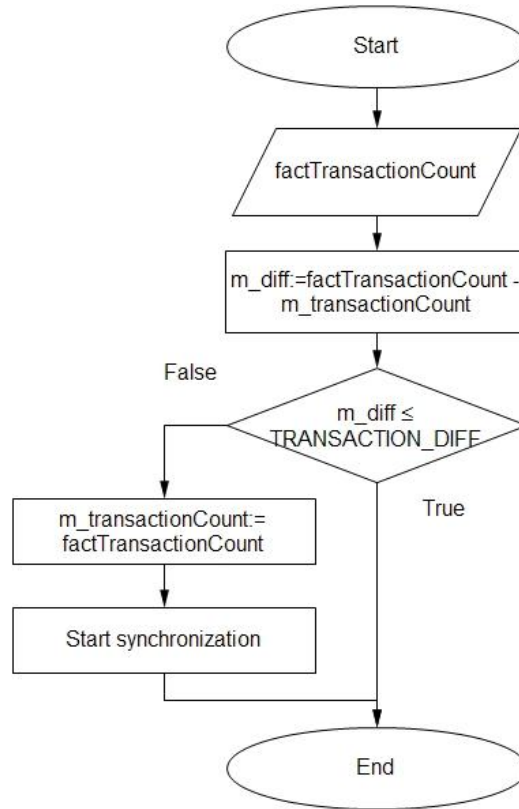 Start
factTransactionCount
m_diff:=factTransactionCount -
m_transactionCount
False
m_diff ≤
TRANSACTION_DIFF
True
m_transactionCount:=
factTransactionCount
Start synchronization
End